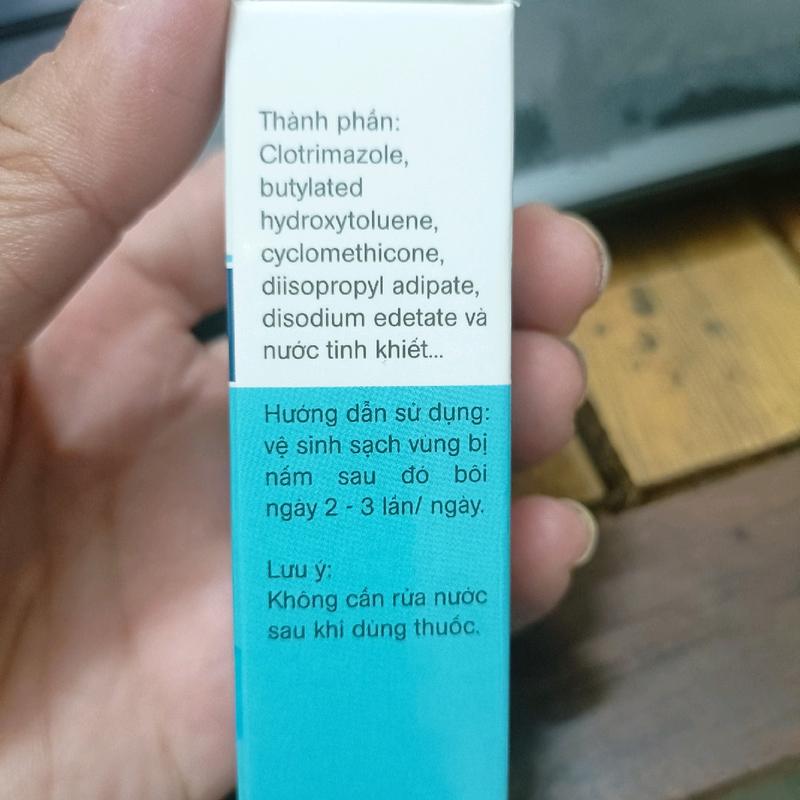 Thành phần:
Clotrimazole,
butylated
hydroxytoluene,
cyclomethicone,
diisopropyl adipate,
disodium edetate và
nước tinh khiết...
Hướng dẫn sử dụng:
vệ sinh sạch vùng bị
nấm sau đó bôi
ngày 2 - 3 lần/ ngày.
Lưu ý:
Không cần rửa nước
sau khi dùng thuốc.